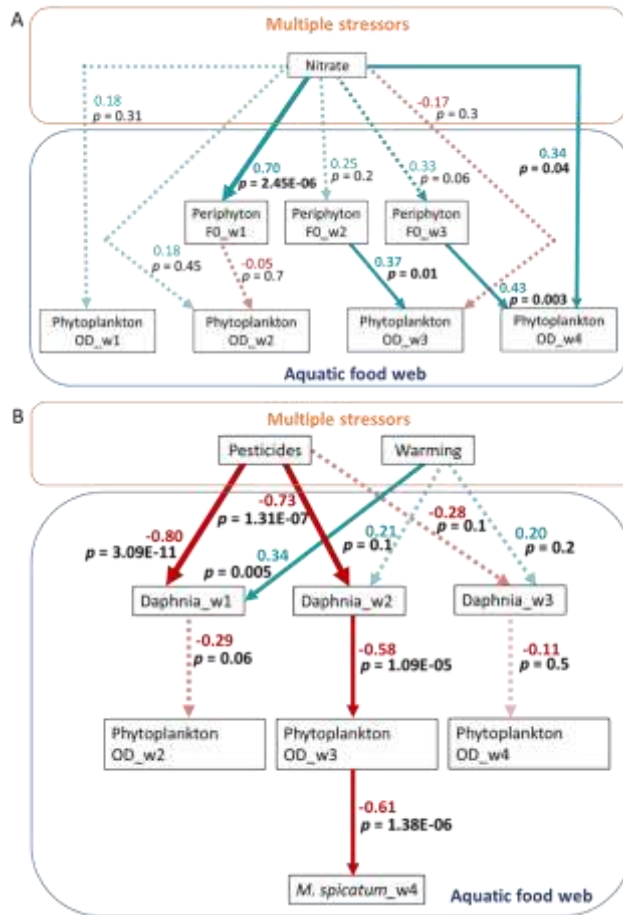 A
Multiple stressors
Nitrate
0.18
p = 0.31
-0.17
p = 0.3
0.70
p = 2.45E-06
0.25
p = 0.2
0.33
p = 0.06
0.34
p = 0.04
Periphyton
F0_w1
Periphyton
F0_w2
Periphyton
F0_w3
0.18
p = 0.45
-0.05
p = 0.7
0.37
p = 0.01
0.43
p = 0.003
Phytoplankton
OD_w1
Phytoplankton
OD_w2
Phytoplankton
OD_w3
Phytoplankton
OD_w4
Aquatic food web
B
Multiple stressors
Pesticides
Warming
-0.80
p = 3.09E-11
-0.73
p = 1.31E-07
0.34
p = 0.005
0.21
p = 0.1
-0.28
p = 0.1
0.20
p = 0.2
Daphnia_w1
Daphnia_w2
Daphnia_w3
-0.29
p = 0.06
-0.58
p = 1.09E-05
-0.11
p = 0.5
Phytoplankton
OD_w2
Phytoplankton
OD_w3
Phytoplankton
OD_w4
-0.61
p = 1.38E-06
M. spicatum_w4
Aquatic food web